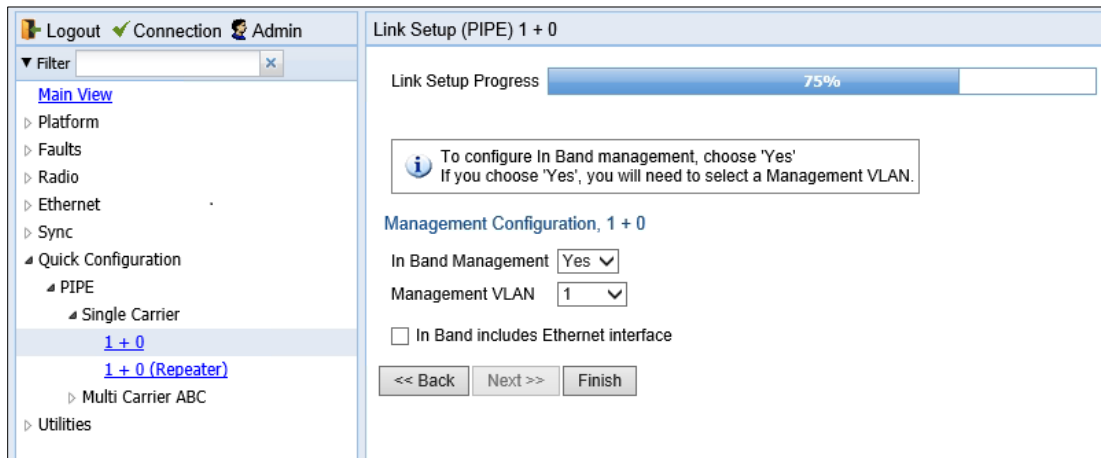 Logout Connection Admin
Filter
Main View
Platform
Faults
Radio
Ethernet
Sync
Quick Configuration
PIPE
Single Carrier
1 + 0
1 + 0 (Repeater)
Multi Carrier ABC
Utilities
Link Setup (PIPE) 1 + 0
Link Setup Progress 75%
To configure In Band management, choose 'Yes'
If you choose 'Yes', you will need to select a Management VLAN.
Management Configuration, 1 + 0
In Band Management Yes
Management VLAN 1
In Band includes Ethernet interface
<< Back Next >> Finish